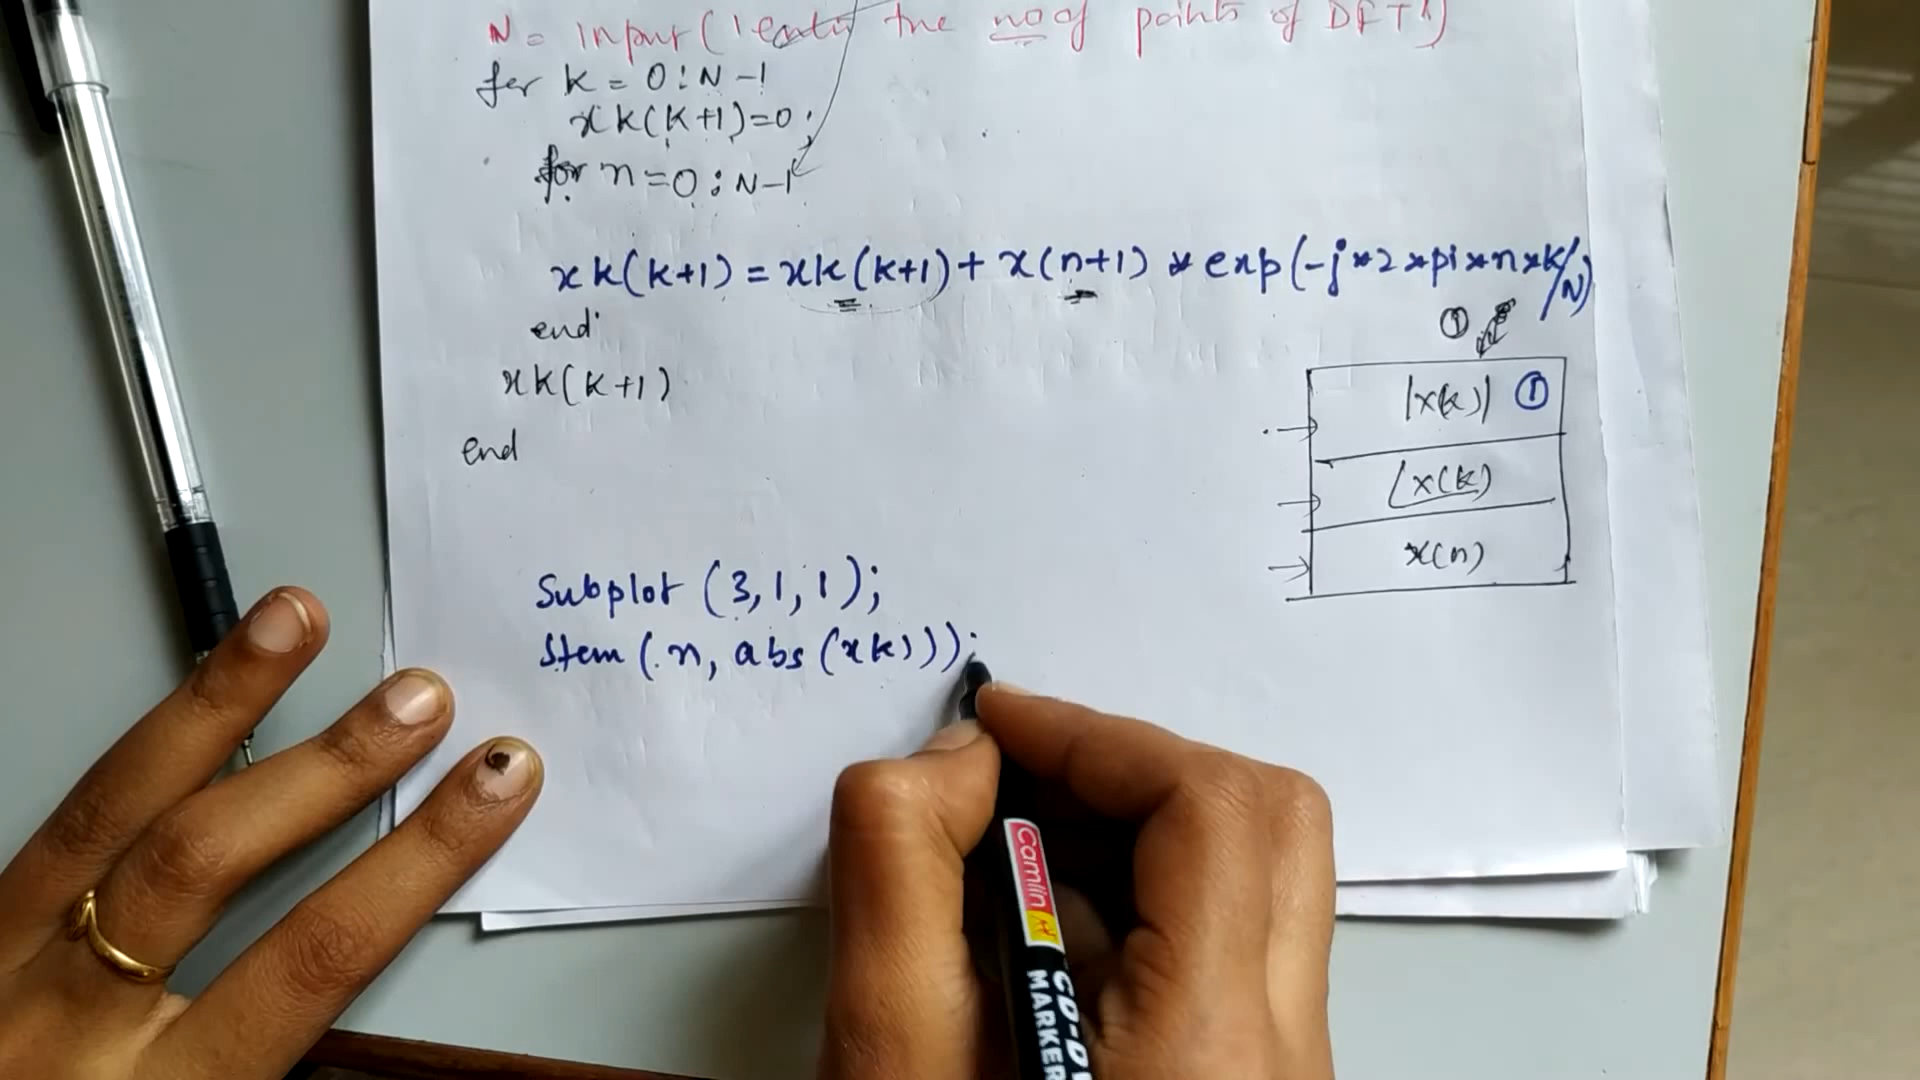 N = input('enter the no of points of DFT')
for k = 0:N-1
xk(k+1)=0;
for n=0:N-1
xk(k+1) = xk(k+1) + x(n+1) * exp(-j*2*pi*n*k/N)
end
xk(k+1)
end
①
|x(k)| ①
∠x(k)
x(n)
Subplot (3,1,1);
Stem (n, abs(xk)));
Camlin
CO-D
MARKER